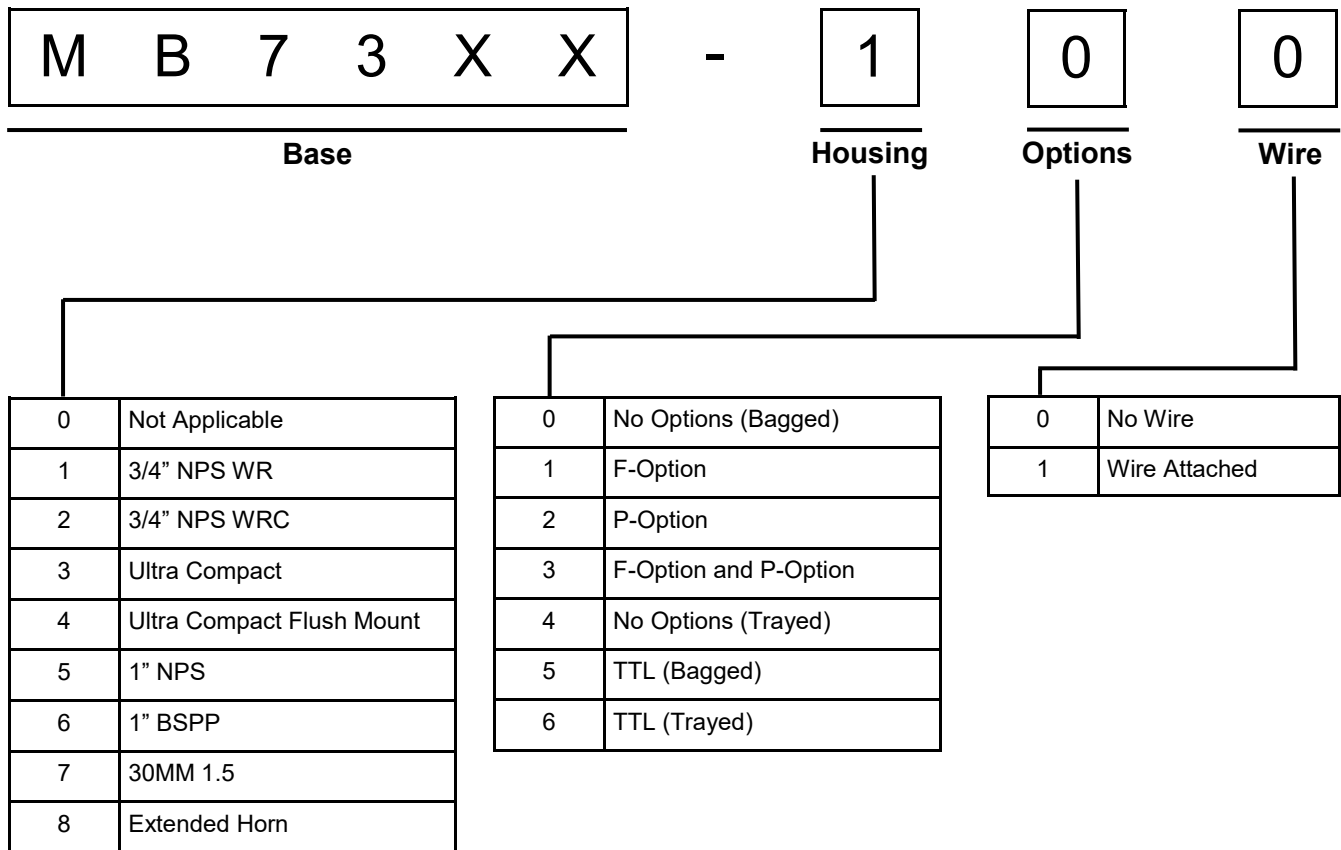 M B 7 3 X X - 1 0 0
Base Housing Options Wire
0 Not Applicable
1 3/4” NPS WR
2 3/4” NPS WRC
3 Ultra Compact
4 Ultra Compact Flush Mount
5 1” NPS
6 1” BSPP
7 30MM 1.5
8 Extended Horn
0 No Options (Bagged)
1 F-Option
2 P-Option
3 F-Option and P-Option
4 No Options (Trayed)
5 TTL (Bagged)
6 TTL (Trayed)
0 No Wire
1 Wire Attached